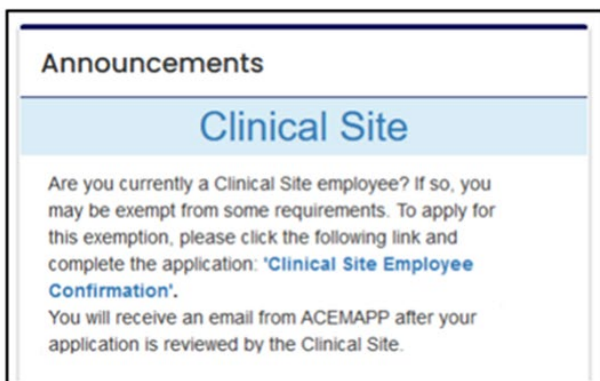 Announcements
Clinical Site
Are you currently a Clinical Site employee? If so, you
may be exempt from some requirements. To apply for
this exemption, please click the following link and
complete the application: 'Clinical Site Employee
Confirmation'.
You will receive an email from ACEMAPP after your
application is reviewed by the Clinical Site.